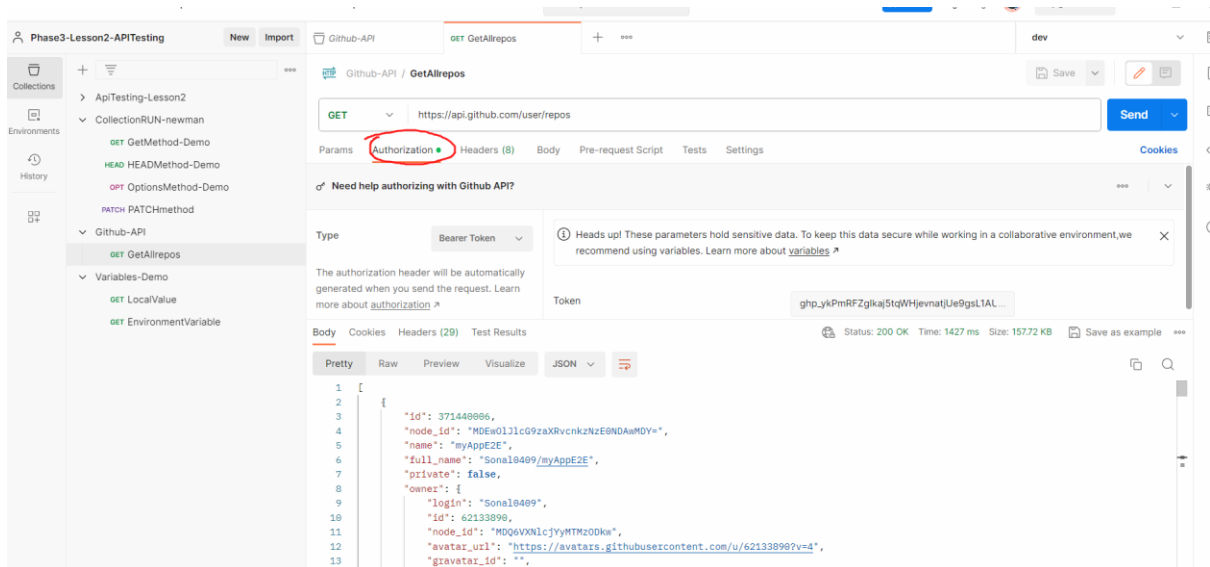 Phase3-Lesson2-APITesting New Import Github-API GET GetAllrepos dev
Collections
Environments
History
ApiTesting-Lesson2
CollectionRUN-newman
GET GetMethod-Demo
HEAD HEADMethod-Demo
OPT OptionsMethod-Demo
PATCH PATCHmethod
Github-API
GET GetAllrepos
Variables-Demo
GET LocalValue
GET EnvironmentVariable
HTTP Github-API / GetAllrepos Save
GET https://api.github.com/user/repos Send
Params Authorization Headers (8) Body Pre-request Script Tests Settings Cookies
Need help authorizing with Github API?
Type Bearer Token
The authorization header will be automatically
generated when you send the request. Learn
more about authorization ↗
Heads up! These parameters hold sensitive data. To keep this data secure while working in a collaborative environment,we
recommend using variables. Learn more about variables ↗
Token ghp_ykPmRFZglkaj5tqWHjevnatjUe9gsL1AL...
Body Cookies Headers (29) Test Results Status: 200 OK Time: 1427 ms Size: 157.72 KB Save as example
Pretty Raw Preview Visualize JSON
1 [
2 {
3 "id": 371440006,
4 "node_id": "MDEwOlJlcG9zaXRvcnkzNzE0NDAwMDY=",
5 "name": "myAppE2E",
6 "full_name": "Sonal0409/myAppE2E",
7 "private": false,
8 "owner": {
9 "login": "Sonal0409",
10 "id": 62133890,
11 "node_id": "MDQ6VXNlcjYyMTMzODkw",
12 "avatar_url": "https://avatars.githubusercontent.com/u/62133890?v=4",
13 "gravatar_id": "",